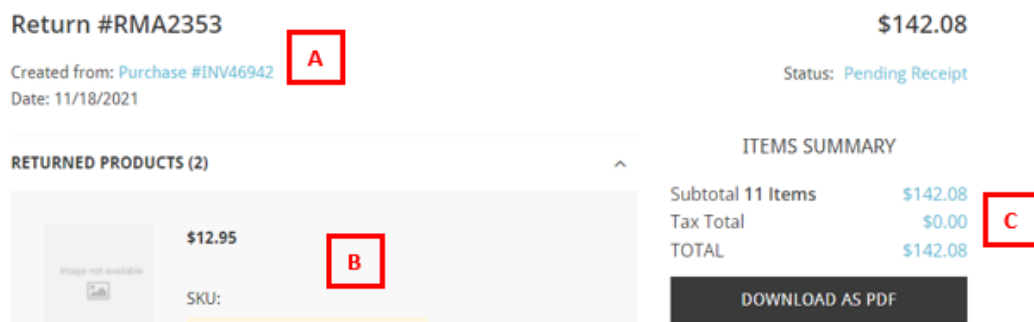 Return #RMA2353
$142.08
A
Created from: Purchase #INV46942
Status: Pending Receipt
Date: 11/18/2021
RETURNED PRODUCTS (2)
ITEMS SUMMARY
Subtotal 11 Items $142.08
Tax Total $0.00
TOTAL $142.08
C
$12.95
B
Image not available
SKU:
DOWNLOAD AS PDF